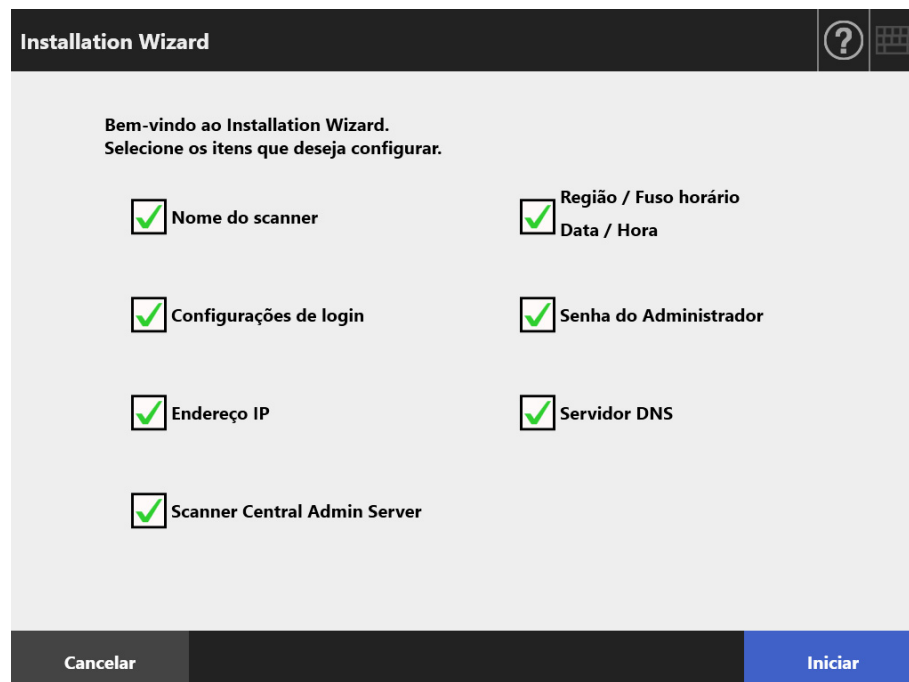 Installation Wizard
?
Bem-vindo ao Installation Wizard.
Selecione os itens que deseja configurar.
Nome do scanner
Região / Fuso horário
Data / Hora
Configurações de login
Senha do Administrador
Endereço IP
Servidor DNS
Scanner Central Admin Server
Cancelar
Iniciar